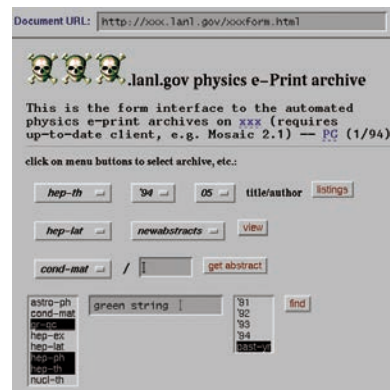 Document URL: http://xxx.lanl.gov/xxxform.html
.lanl.gov physics e-Print archive
This is the form interface to the automated
physics e-print archives on xxx (requires
up-to-date client, e.g. Mosaic 2.1) -- PG (1/94)
click on menu buttons to select archive, etc.:
hep-th '94 05 title/author listings
hep-lat newabstracts view
cond-mat / get abstract
astro-ph green string '91 find
cond-mat '92
gr-qc '93
hep-ex '94
hep-lat past-yr
hep-ph
hep-th
nucl-th